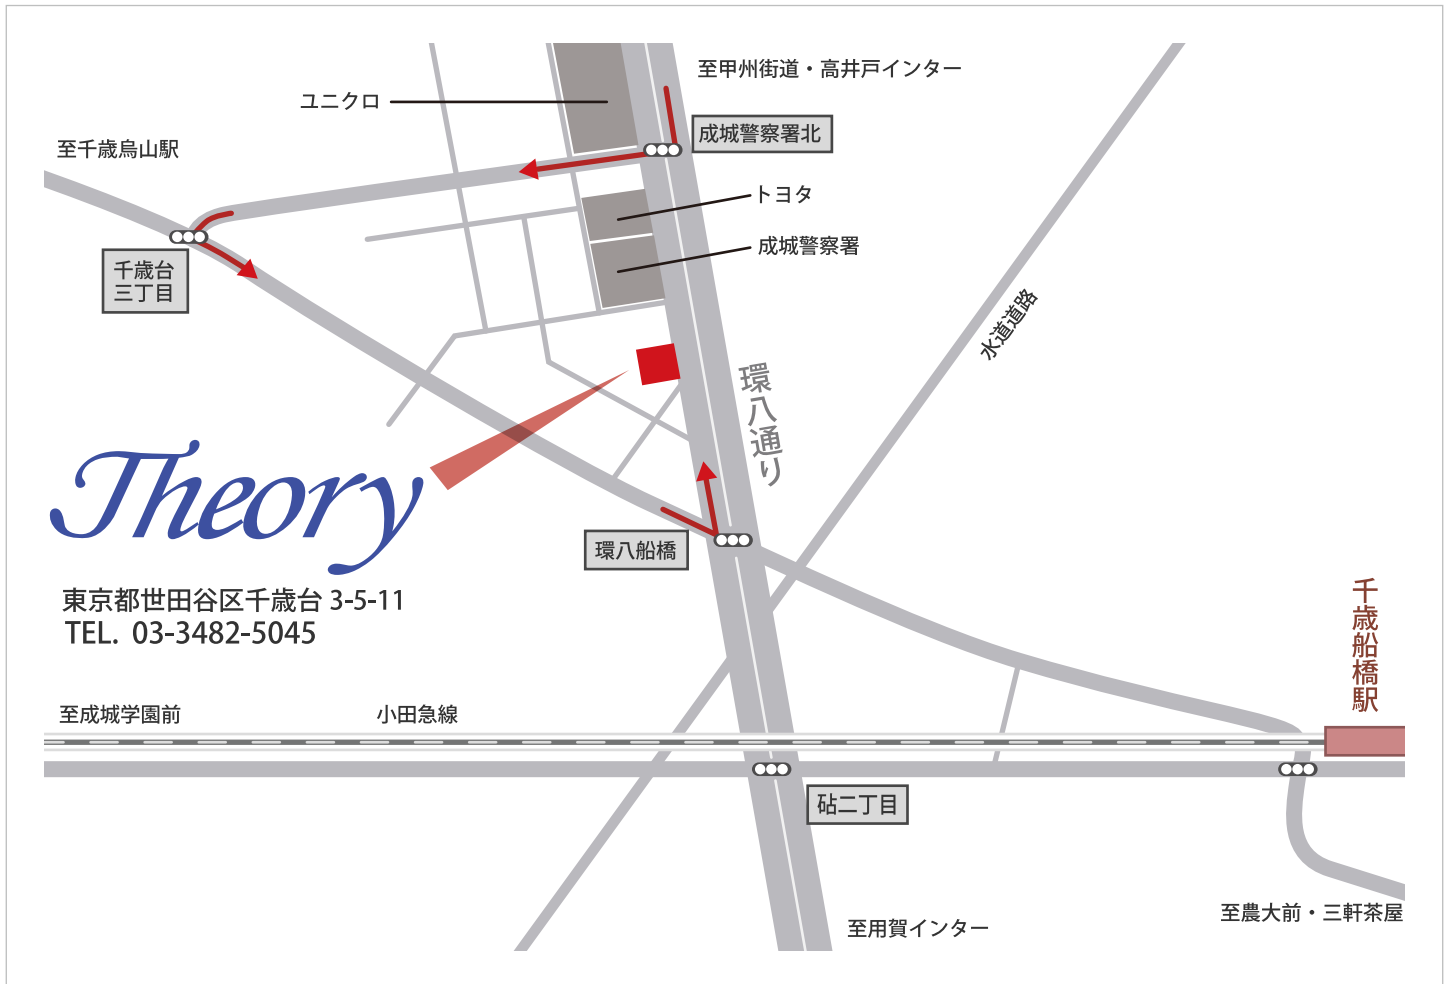 至甲州街道・高井戸インター
ユニクロ
成城警察署北
至千歳烏山駅
トヨタ
成城警察署
千歳台
三丁目
水道道路
環八通り
Theory
環八船橋
東京都世田谷区千歳台 3-5-11
TEL. 03-3482-5045
千歳船橋駅
至成城学園前
小田急線
砧二丁目
至農大前・三軒茶屋
至用賀インター